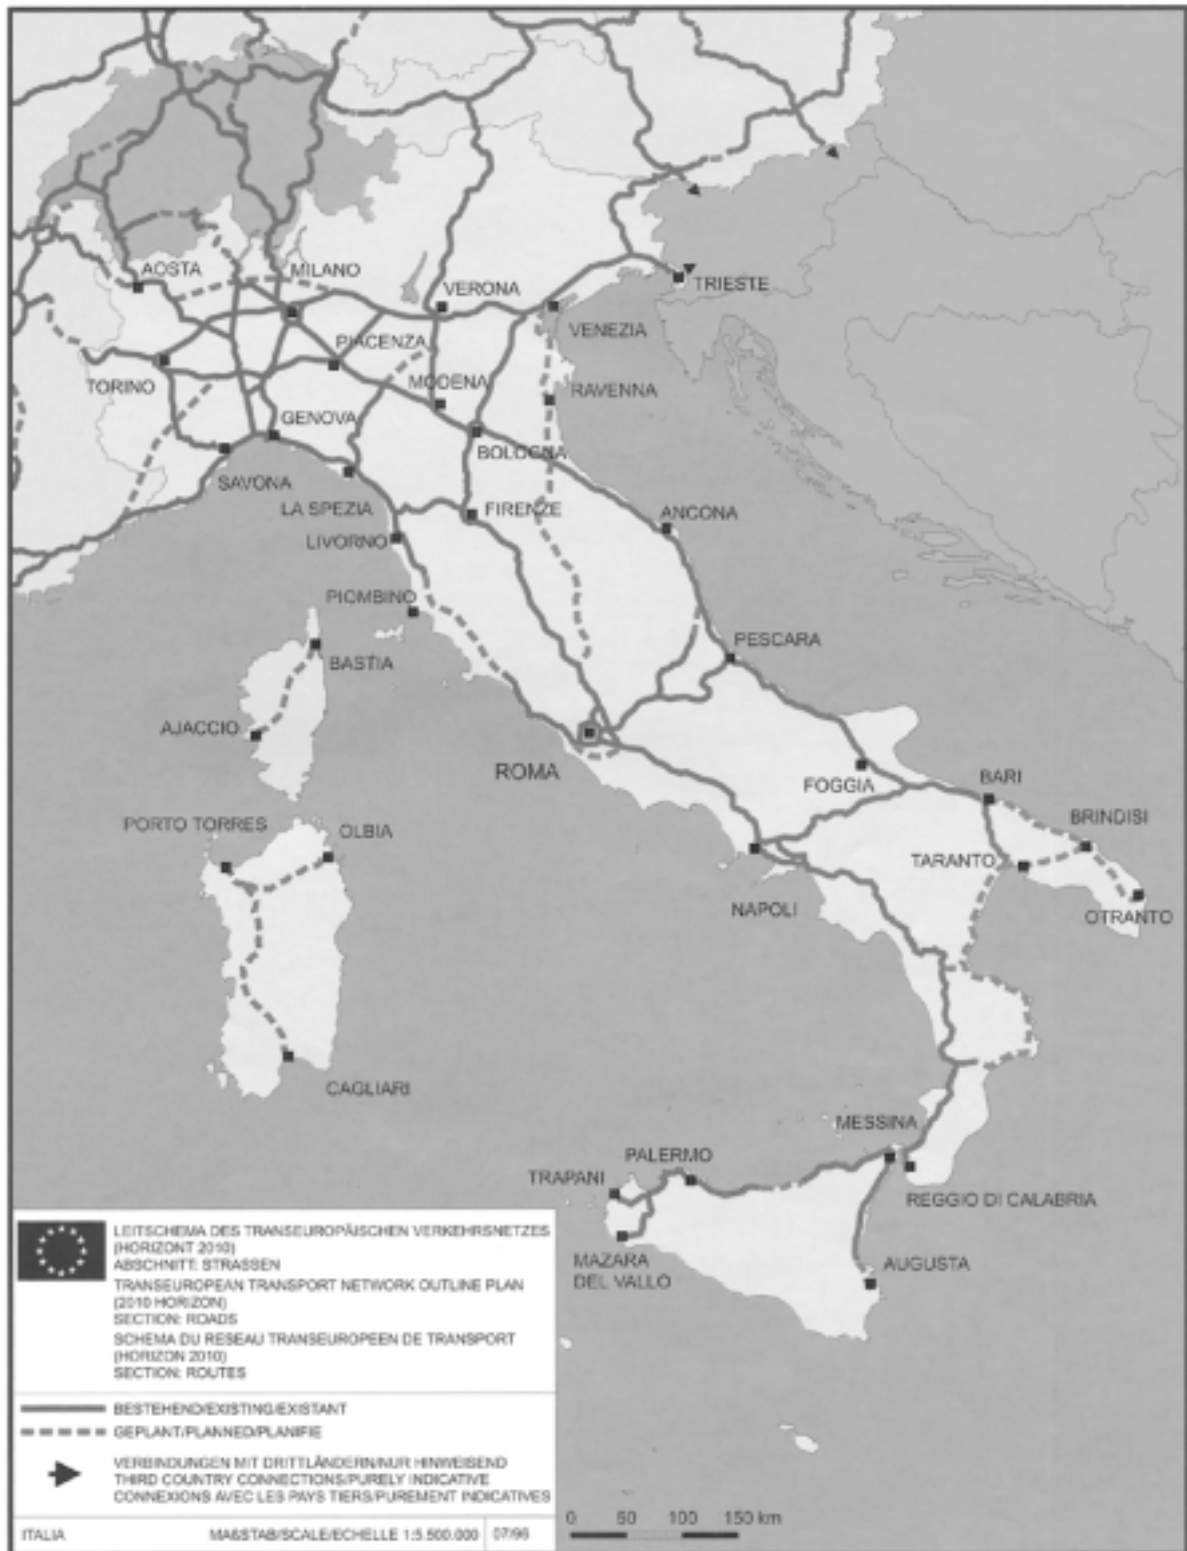 AOSTA
MILANO
VERONA
TRIESTE
VENEZIA
PIACENZA
TORINO
MODENA
RAVENNA
GENOVA
BOLOGNA
SAVONA
LA SPEZIA
FIRENZE
ANCONA
LIVORNO
PIOMBINO
PESCARA
BASTIA
AJACCIO
ROMA
FOGGIA
BARI
PORTO TORRES
OLBIA
BRINDISI
TARANTO
NAPOLI
OTRANTO
CAGLIARI
MESSINA
PALERMO
TRAPANI
REGGIO DI CALABRIA
MAZARA
DEL VALLO
AUGUSTA
LEITSCHEMA DES TRANSEUROPÄISCHEN VERKEHRSNETZES
(HORIZONT 2010)
ABSCHNITT: STRASSEN
TRANSEUROPEAN TRANSPORT NETWORK OUTLINE PLAN
(2010 HORIZON)
SECTION: ROADS
SCHEMA DU RESEAU TRANSEUROPEEN DE TRANSPORT
(HORIZON 2010)
SECTION: ROUTES
BESTEHEND/EXISTING/EXISTANT
GEPLANT/PLANNED/PLANIFIE
VERBINDUNGEN MIT DRITTLÄNDERN/NUR HINWEISEND
THIRD COUNTRY CONNECTIONS/PURELY INDICATIVE
CONNEXIONS AVEC LES PAYS TIERS/PUREMENT INDICATIVES
ITALIA MAßSTAB/SCALE/ECHELLE 1:5.500.000 07/96
0 50 100 150 km